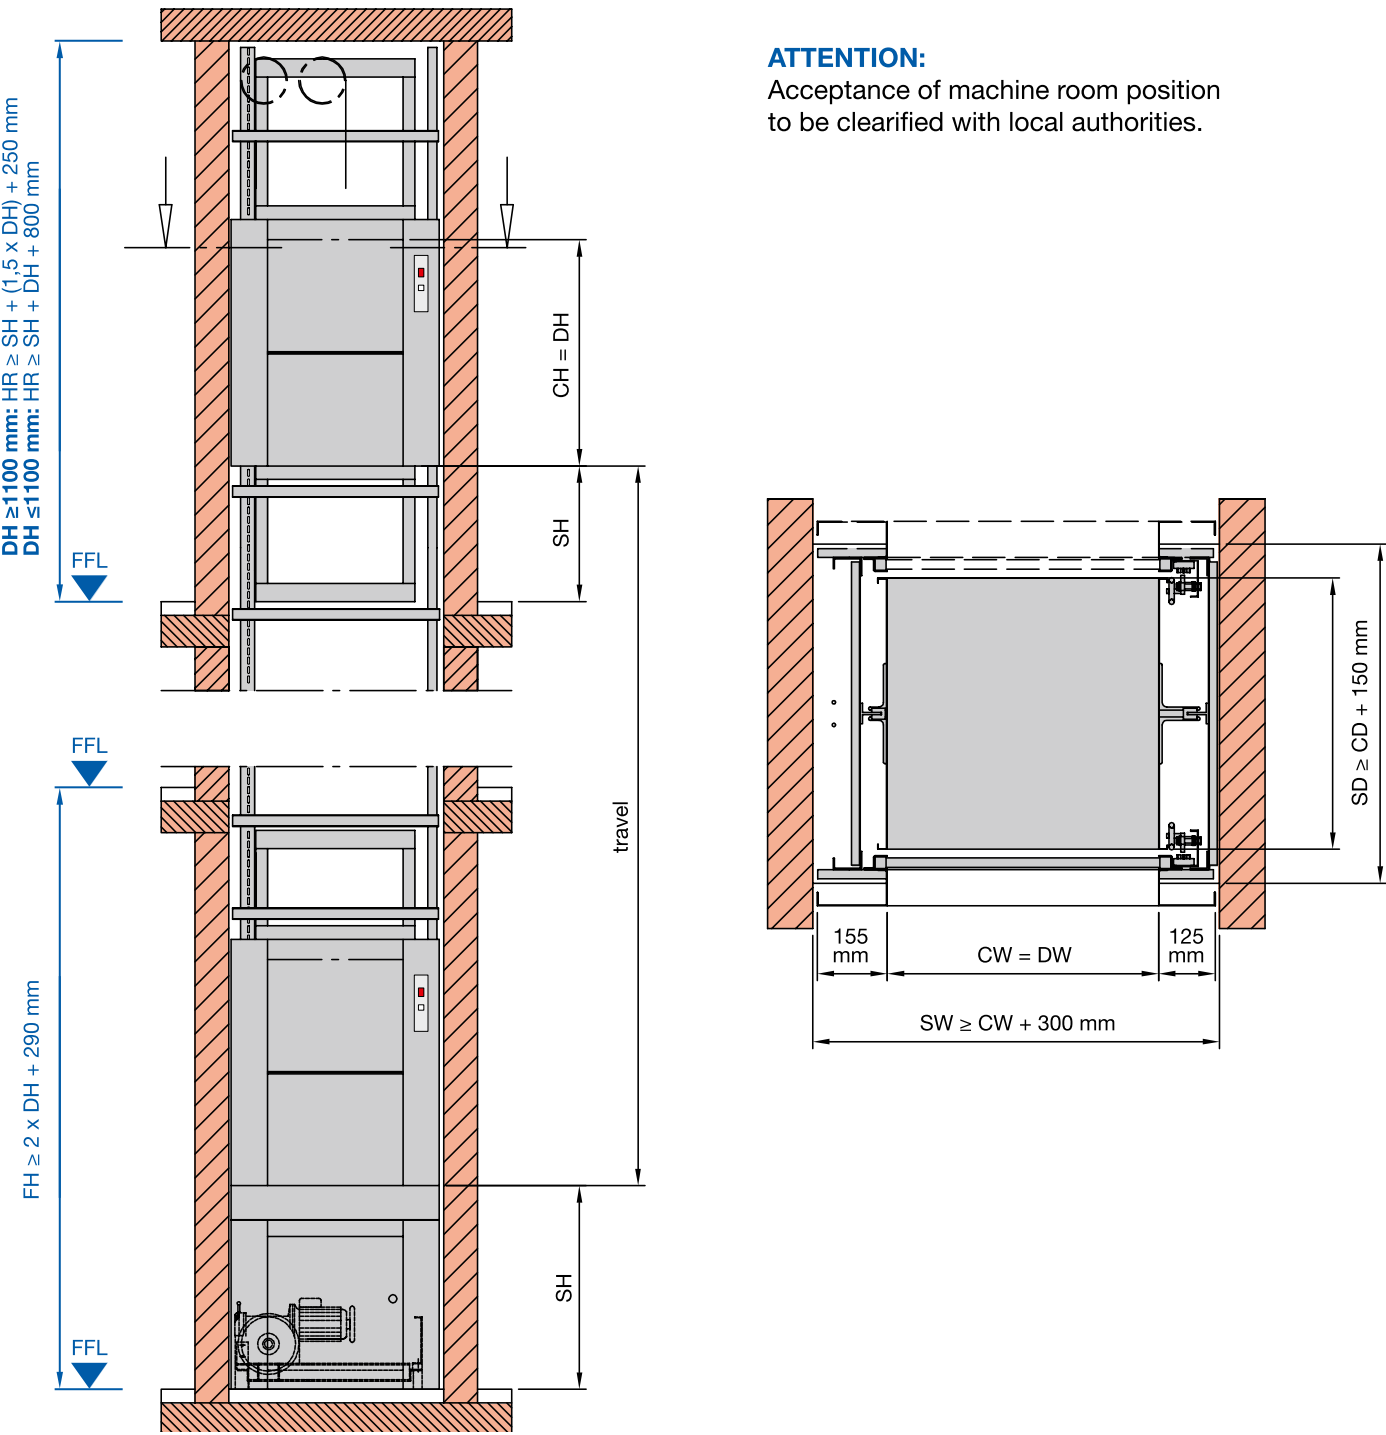 ATTENTION:
Acceptance of machine room position
to be clearified with local authorities.
DH ≥1100 mm: HR ≥ SH + (1,5 x DH) + 250 mm
DH ≤1100 mm: HR ≥ SH + DH + 800 mm
CH = DH
SH
FFL
FFL
travel
FH ≥ 2 x DH + 290 mm
SH
FFL
SD ≥ CD + 150 mm
155
mm
CW = DW
125
mm
SW ≥ CW + 300 mm